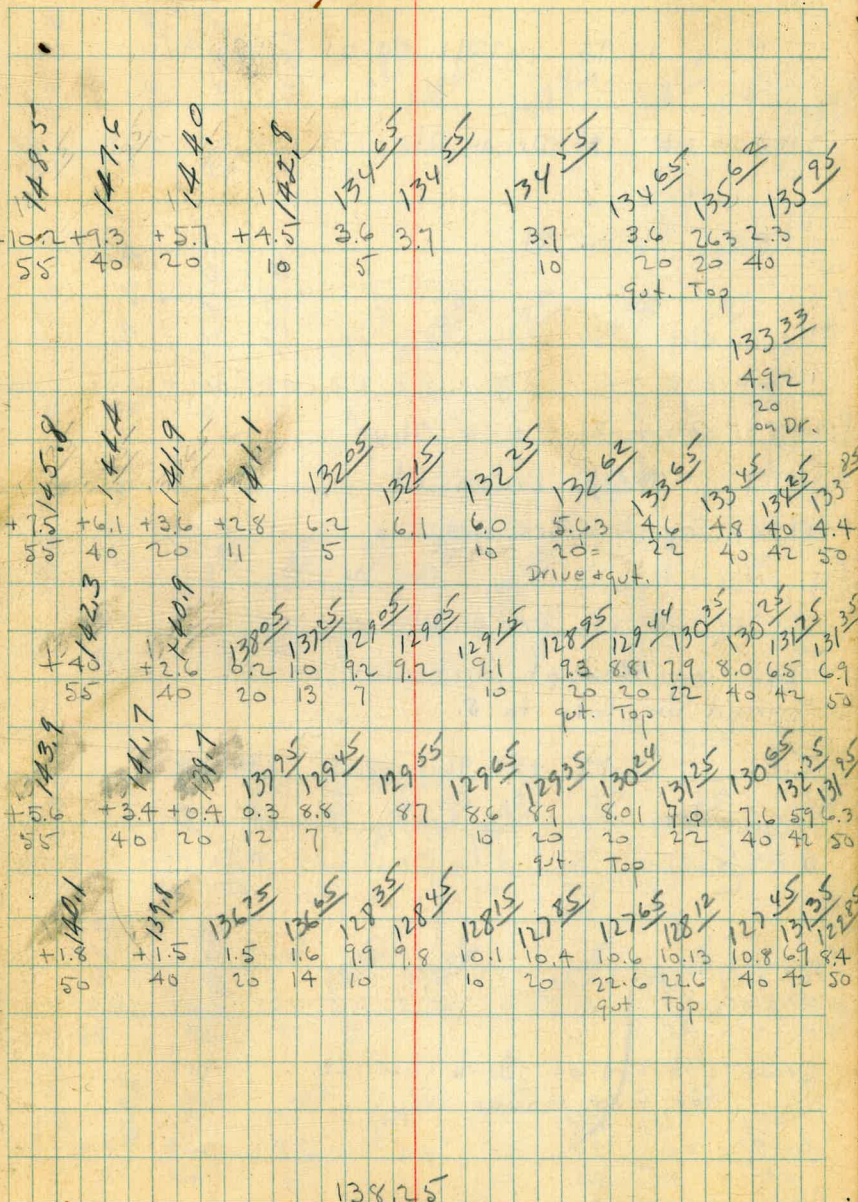 148.5 147.6 144.0 142.8 134 65 134 55 134 55 134 65 135 62 135 95
+10.2 +9.3 +5.7 +4.5 3.6 3.7 3.7 3.6 2.63 2.3
55 40 20 10 5 10 20 20 40
gut. Top
133 33
4.92
20
on Dr.
145.8 144.4 141.9 141.1 132 05 132 15 132 25 132 62 133 65 133 45 134 25 133 85
+7.5 +6.1 +3.6 +2.8 6.2 6.1 6.0 5.63 4.6 4.8 4.0 4.4
55 40 20 11 5 10 20= 22 40 42 50
Drive + gut.
142.3 140.9 138 05 137 25 129 05 129 05 129 15 128 95 129 44 130 35 130 25 131 75 131 35
+4.0 +2.6 0.2 1.0 9.2 9.2 9.1 9.3 8.81 7.9 8.0 6.5 6.9
55 40 20 13 7 10 20 20 22 40 42 50
gut. Top
143.9 141.7 139.7 137 95 129 45 129 55 129 65 129 35 130 24 131 25 130 65 132 35 131 95
+5.6 +3.4 +0.4 0.3 8.8 8.7 8.6 8.9 8.01 7.0 7.6 5.9 6.3
55 40 20 12 7 10 20 20 22 40 42 50
gut. Top
140.1 139.8 136 75 136 65 128 35 128 45 128 15 127 85 127 65 128 12 127 45 131 35 129 85
+1.8 +1.5 1.5 1.6 9.9 9.8 10.1 10.4 10.6 10.13 10.8 6.9 8.4
50 40 20 14 10 10 20 22.6 22.6 40 42 50
gut Top
138.25